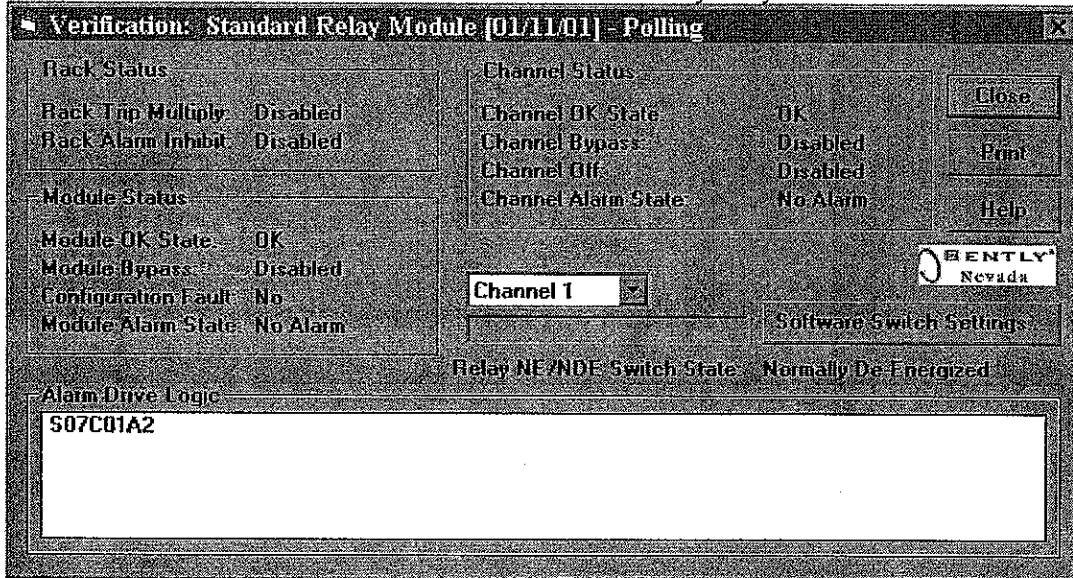 Verification: Standard Relay Module [01/11/01] - Polling
Rack Status
Rack Trip Multiply: Disabled
Rack Alarm Inhibit: Disabled
Module Status
Module OK State: OK
Module Bypass: Disabled
Configuration Fault: No
Module Alarm State: No Alarm
Channel Status
Channel OK State: OK
Channel Bypass: Disabled
Channel Off: Disabled
Channel Alarm State: No Alarm
Close
Print
Help
BENTLY
Nevada
Channel 1
Software Switch Settings
Relay NE/NDE Switch State: Normally De-Energized
Alarm Drive Logic
S07C01A2